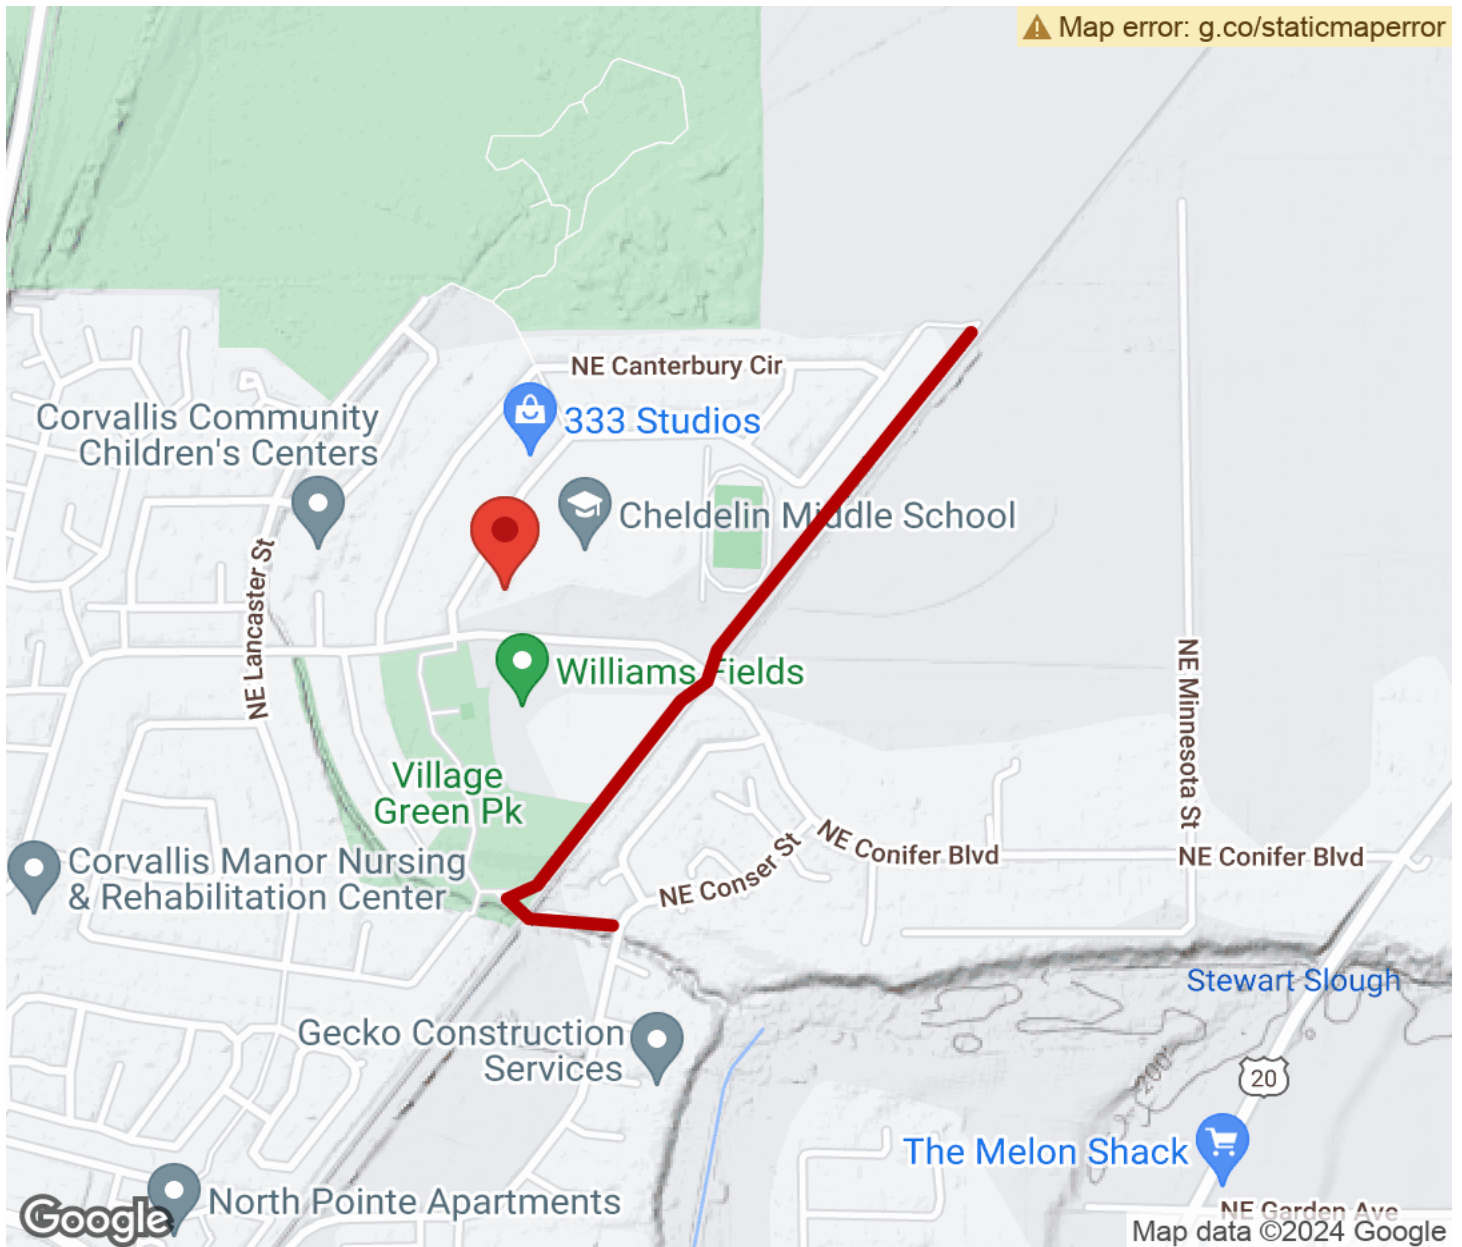 Map error: g.co/staticmaperror
NE Canterbury Cir
333 Studios
Corvallis Community
Children's Centers
Cheldelin Middle School
NE Lancaster St
Williams Fields
NE Minnesota St
Village
Green Pk
NE Conifer Blvd
NE Conifer Blvd
NE Conser St
Corvallis Manor Nursing
& Rehabilitation Center
Stewart Slough
Gecko Construction
Services
200'
20
The Melon Shack
North Pointe Apartments
NE Garden Ave
Google
Map data ©2024 Google